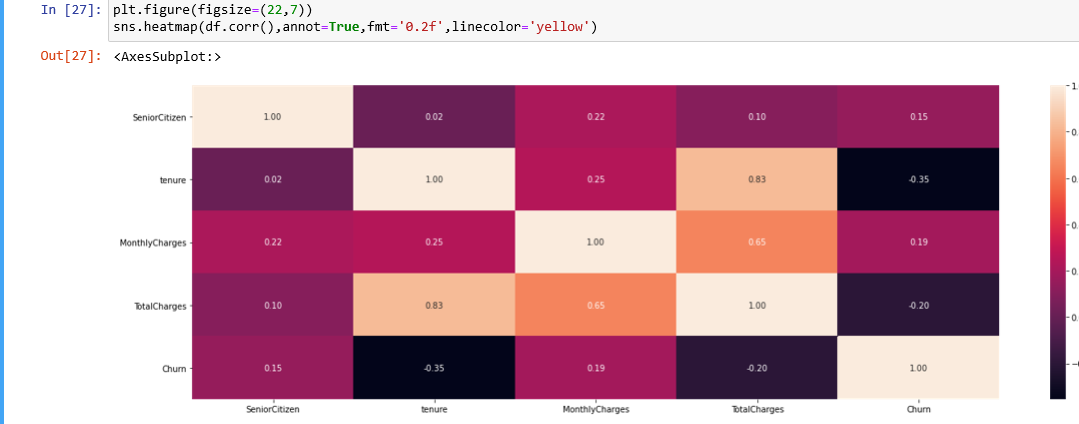 In [27]: plt.figure(figsize=(22,7))
sns.heatmap(df.corr(),annot=True,fmt='0.2f',linecolor='yellow')
Out[27]: <AxesSubplot:>
SeniorCitizen 1.00 0.02 0.22 0.10 0.15
tenure 0.02 1.00 0.25 0.83 -0.35
MonthlyCharges 0.22 0.25 1.00 0.65 0.19
TotalCharges 0.10 0.83 0.65 1.00 -0.20
Churn 0.15 -0.35 0.19 -0.20 1.00
SeniorCitizen tenure MonthlyCharges TotalCharges Churn